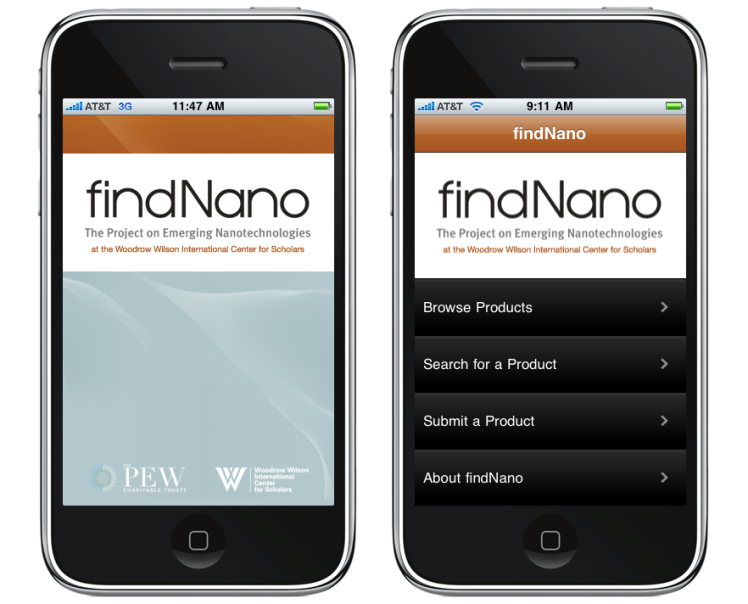 AT&T 3G 11:47 AM
findNano
The Project on Emerging Nanotechnologies
at the Woodrow Wilson International Center for Scholars
THE
PEW
CHARITABLE TRUSTS
W
Woodrow Wilson
International
Center
for Scholars
AT&T 9:11 AM
findNano
findNano
The Project on Emerging Nanotechnologies
at the Woodrow Wilson International Center for Scholars
Browse Products
Search for a Product
Submit a Product
About findNano